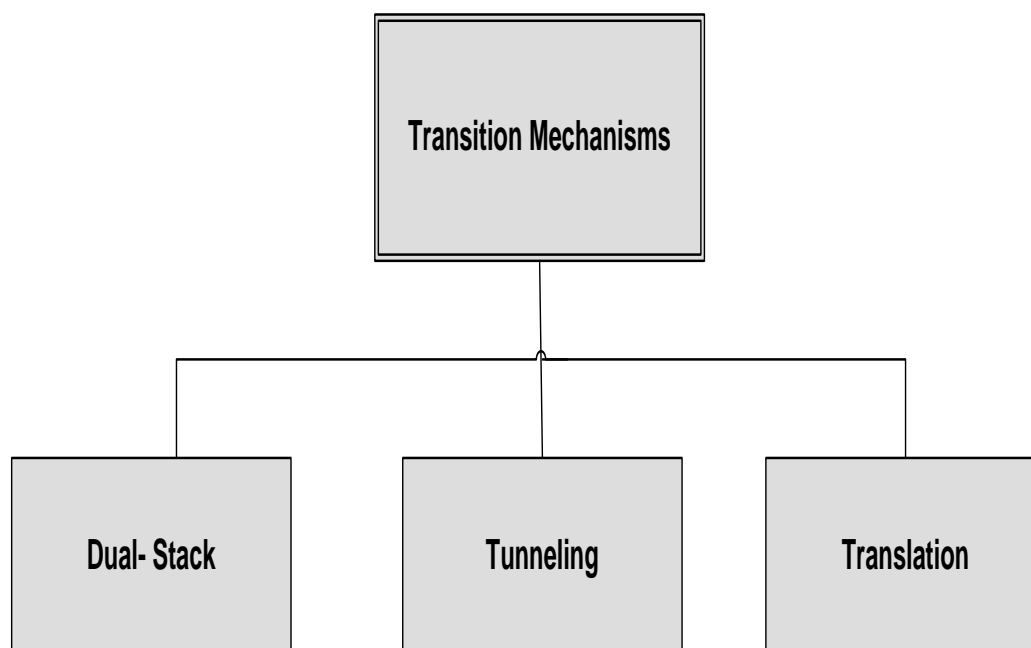 Transition Mechanisms
Dual- Stack
Tunneling
Translation